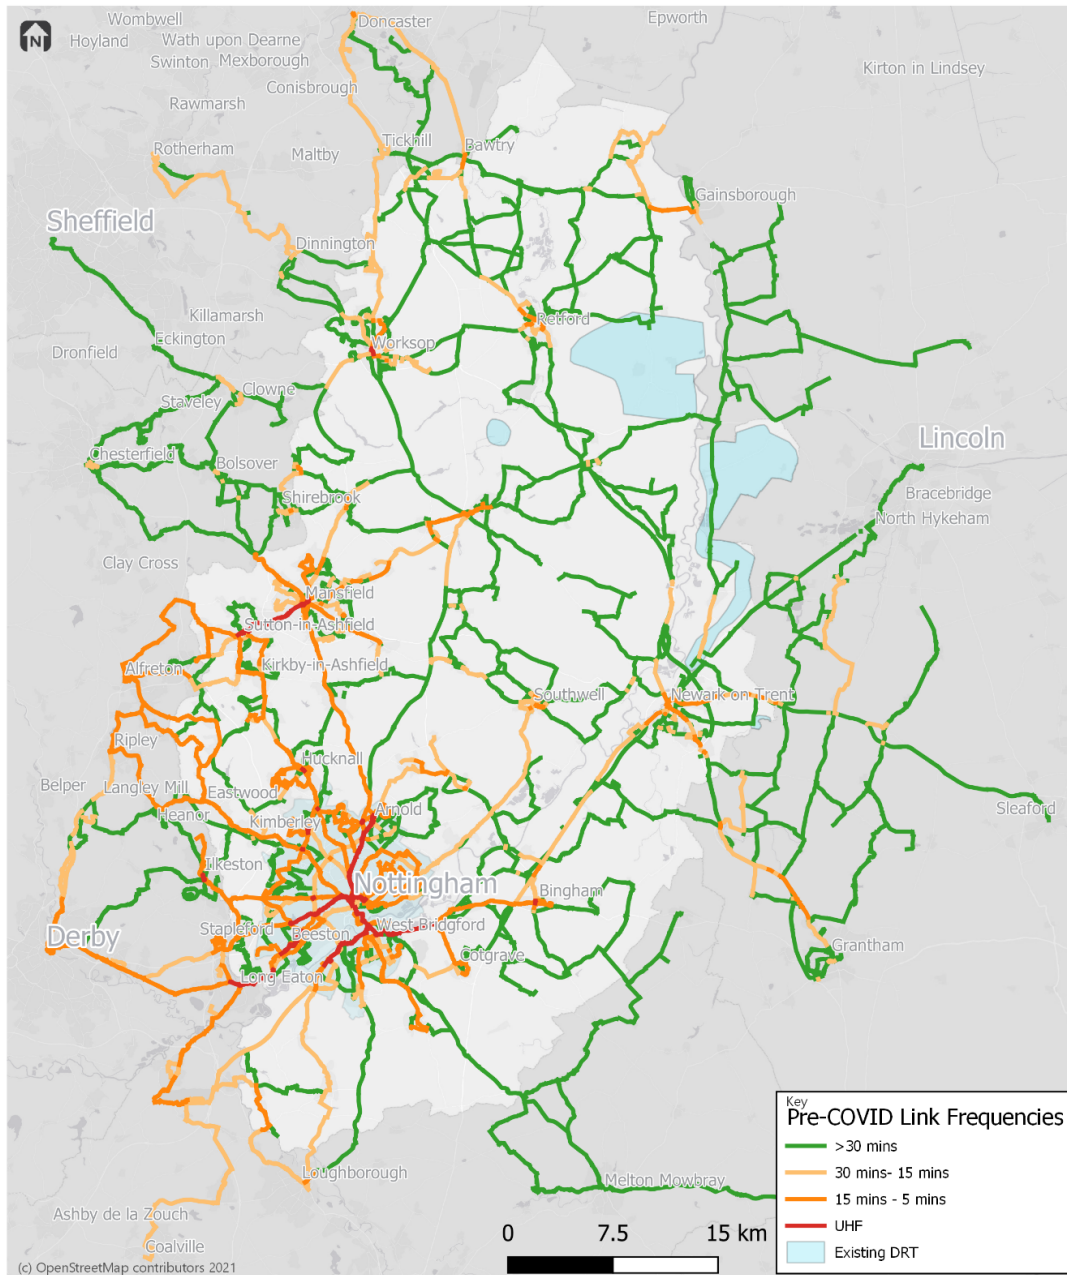 N
Wombwell
Doncaster
Epworth
Hoyland
Wath upon Dearne
Swinton
Mexborough
Kirton in Lindsey
Conisbrough
Rawmarsh
Tickhill
Bawtry
Rotherham
Maltby
Gainsborough
Sheffield
Dinnington
Killamarsh
Retford
Eckington
Worksop
Dronfield
Clowne
Staveley
Lincoln
Chesterfield
Bolsover
Bracebridge
Shirebrook
North Hykeham
Clay Cross
Mansfield
Sutton-in-Ashfield
Kirkby-in-Ashfield
Alfreton
Southwell
Newark on Trent
Ripley
Hucknall
Belper
Langley Mill
Eastwood
Arnold
Sleaford
Heanor
Kimberley
Ilkeston
Nottingham
Bingham
Stapleford
West Bridgford
Derby
Beeston
Grantham
Cotgrave
Long Eaton
Loughborough
Melton Mowbray
Ashby de la Zouch
Coalville
Key
Pre-COVID Link Frequencies
>30 mins
30 mins- 15 mins
15 mins - 5 mins
UHF
Existing DRT
0 7.5 15 km
(c) OpenStreetMap contributors 2021